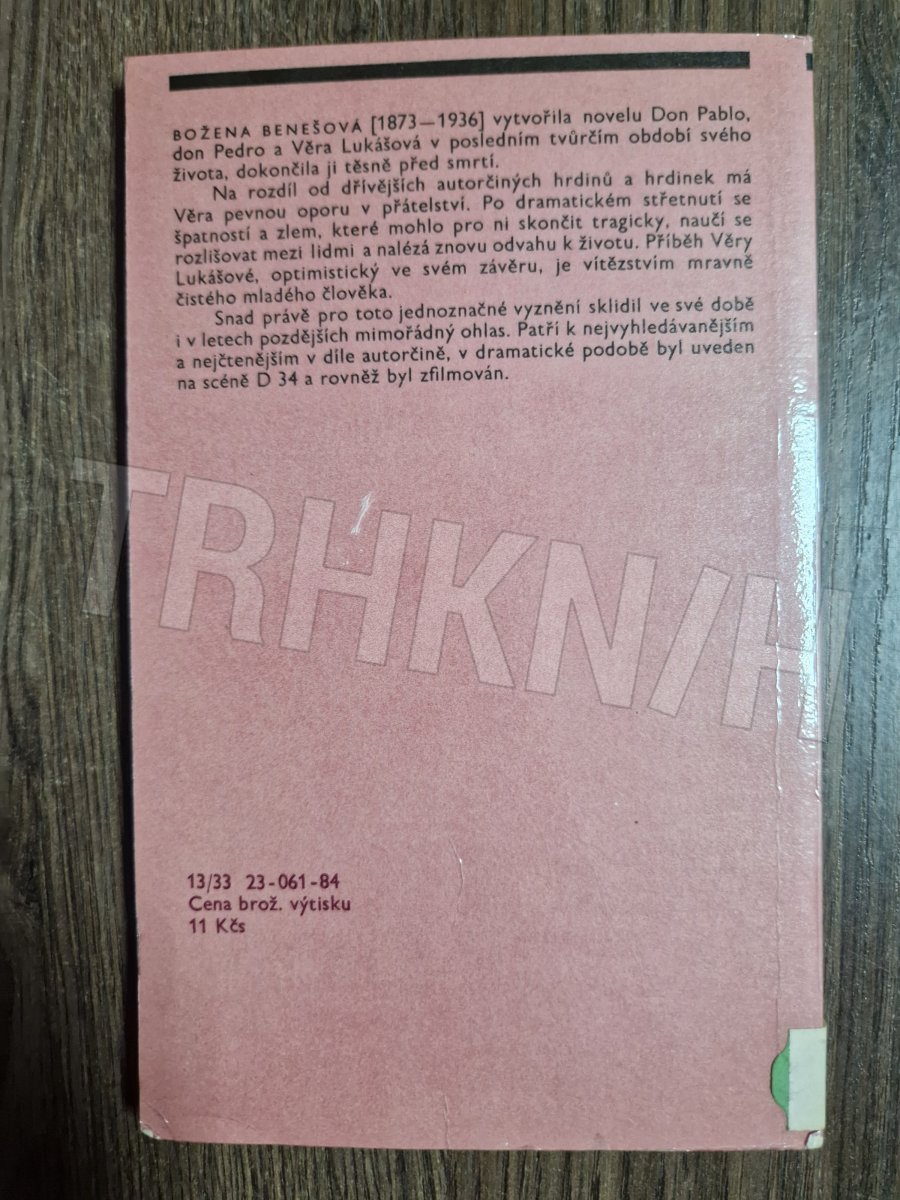 BOŽENA BENEŠOVÁ [1873—1936] vytvořila novelu Don Pablo,
don Pedro a Věra Lukášová v posledním tvůrčím období svého
života, dokončila ji těsně před smrtí.
Na rozdíl od dřívějších autorčiných hrdinů a hrdinek má
Věra pevnou oporu v přátelství. Po dramatickém střetnutí se
špatností a zlem, které mohlo pro ni skončit tragicky, naučí se
rozlišovat mezi lidmi a nalézá znovu odvahu k životu. Příběh Věry
Lukášové, optimistický ve svém závěru, je vítězstvím mravně
čistého mladého člověka.
Snad právě pro toto jednoznačné vyznění sklidil ve své době
i v letech pozdějších mimořádný ohlas. Patří k nejvyhledávanějším
a nejčtenějším v díle autorčině, v dramatické podobě byl uveden
na scéně D 34 a rovněž byl zfilmován.
TRHKN/H
13/33 23-061-84
Cena brož. výtisku
11 Kčs